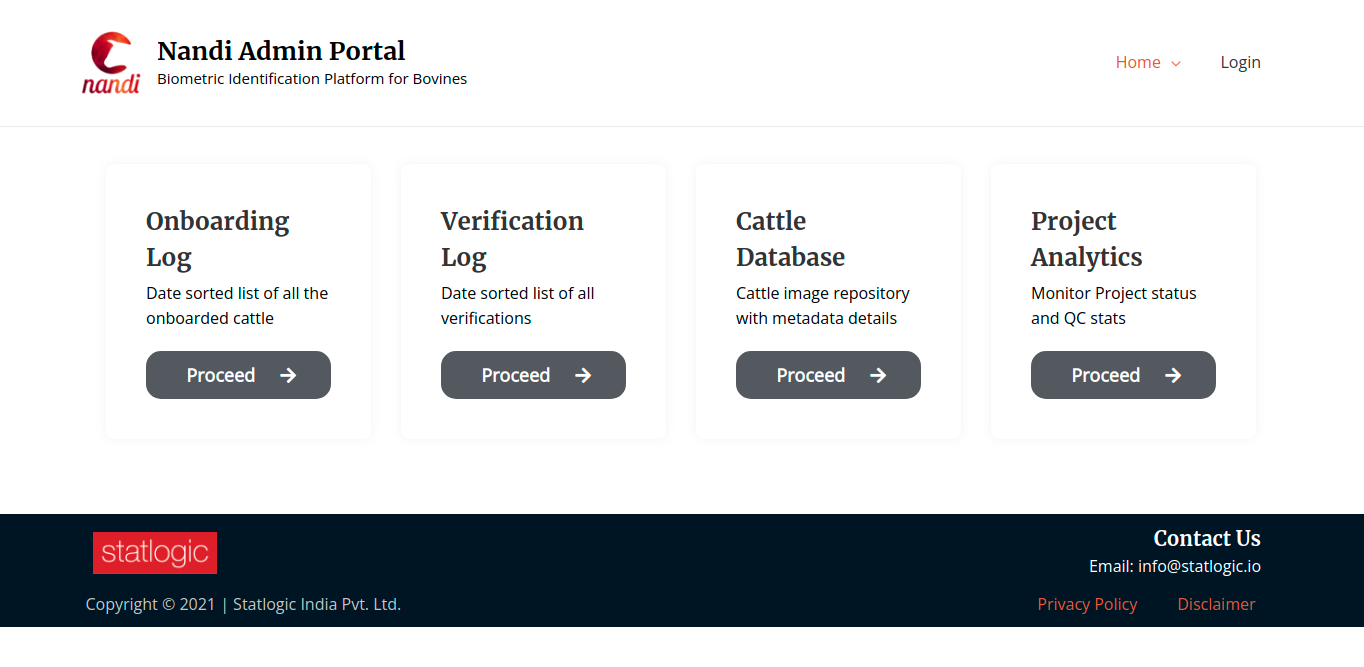 nandi
Nandi Admin Portal
Biometric Identification Platform for Bovines
Home
Login
Onboarding
Log
Date sorted list of all the
onboarded cattle
Proceed
Verification
Log
Date sorted list of all
verifications
Proceed
Cattle
Database
Cattle image repository
with metadata details
Proceed
Project
Analytics
Monitor Project status
and QC stats
Proceed
statlogic
Copyright © 2021 | Statlogic India Pvt. Ltd.
Contact Us
Email: info@statlogic.io
Privacy Policy
Disclaimer